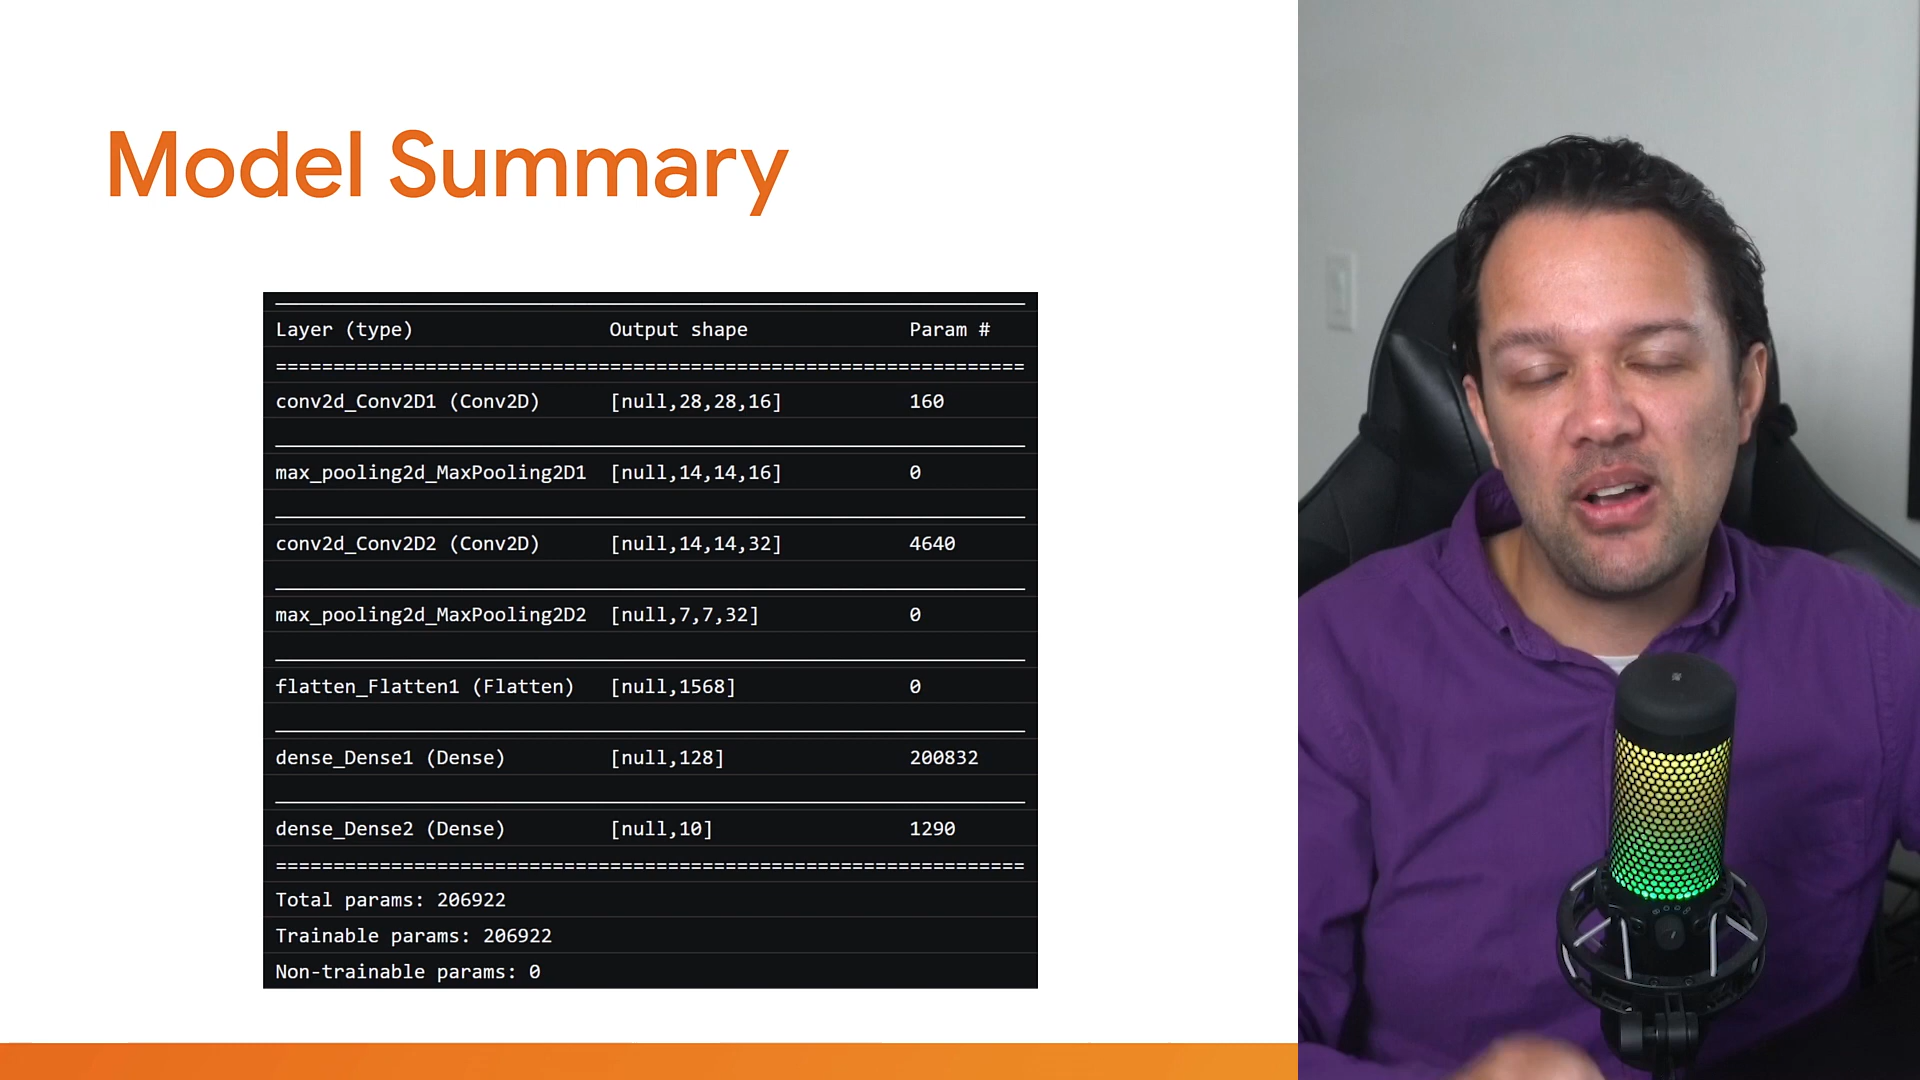 Model Summary
Layer (type) Output shape Param #
=================================================================
conv2d_Conv2D1 (Conv2D) [null,28,28,16] 160
max_pooling2d_MaxPooling2D1 [null,14,14,16] 0
conv2d_Conv2D2 (Conv2D) [null,14,14,32] 4640
max_pooling2d_MaxPooling2D2 [null,7,7,32] 0
flatten_Flatten1 (Flatten) [null,1568] 0
dense_Dense1 (Dense) [null,128] 200832
dense_Dense2 (Dense) [null,10] 1290
=================================================================
Total params: 206922
Trainable params: 206922
Non-trainable params: 0